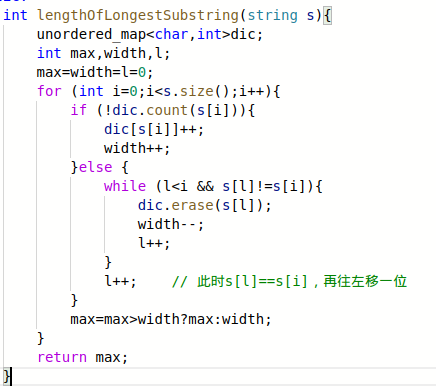 int lengthOfLongestSubstring(string s){
    unordered_map<char,int>dic;
    int max,width,l;
    max=width=l=0;
    for (int i=0;i<s.size();i++){
        if (!dic.count(s[i])){
            dic[s[i]]++;
            width++;
        }else {
            while (l<i && s[l]!=s[i]){
                dic.erase(s[l]);
                width--;
                l++;
            }
            l++;    // 此时s[l]==s[i]，再往左移一位
        }
        max=max>width?max:width;
    }
    return max;
}